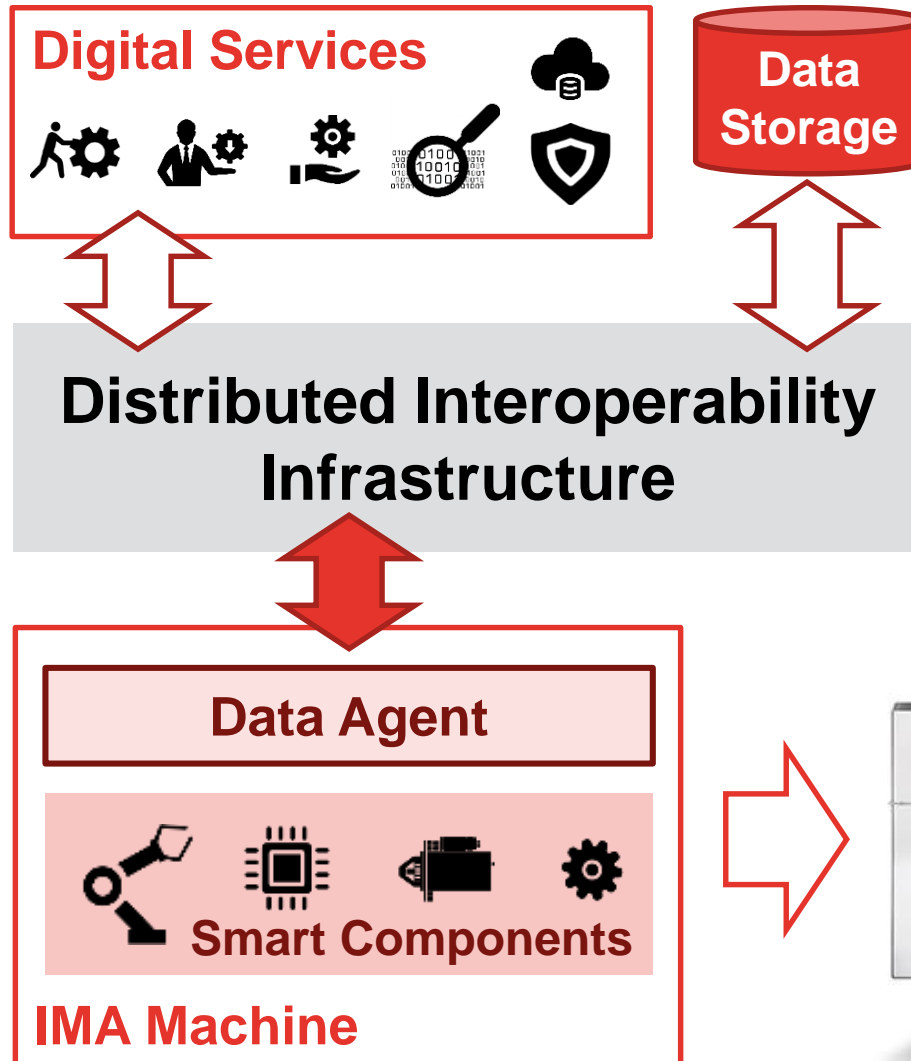 Digital Services
Data
Storage
Distributed Interoperability
Infrastructure
Data Agent
Smart Components
IMA Machine